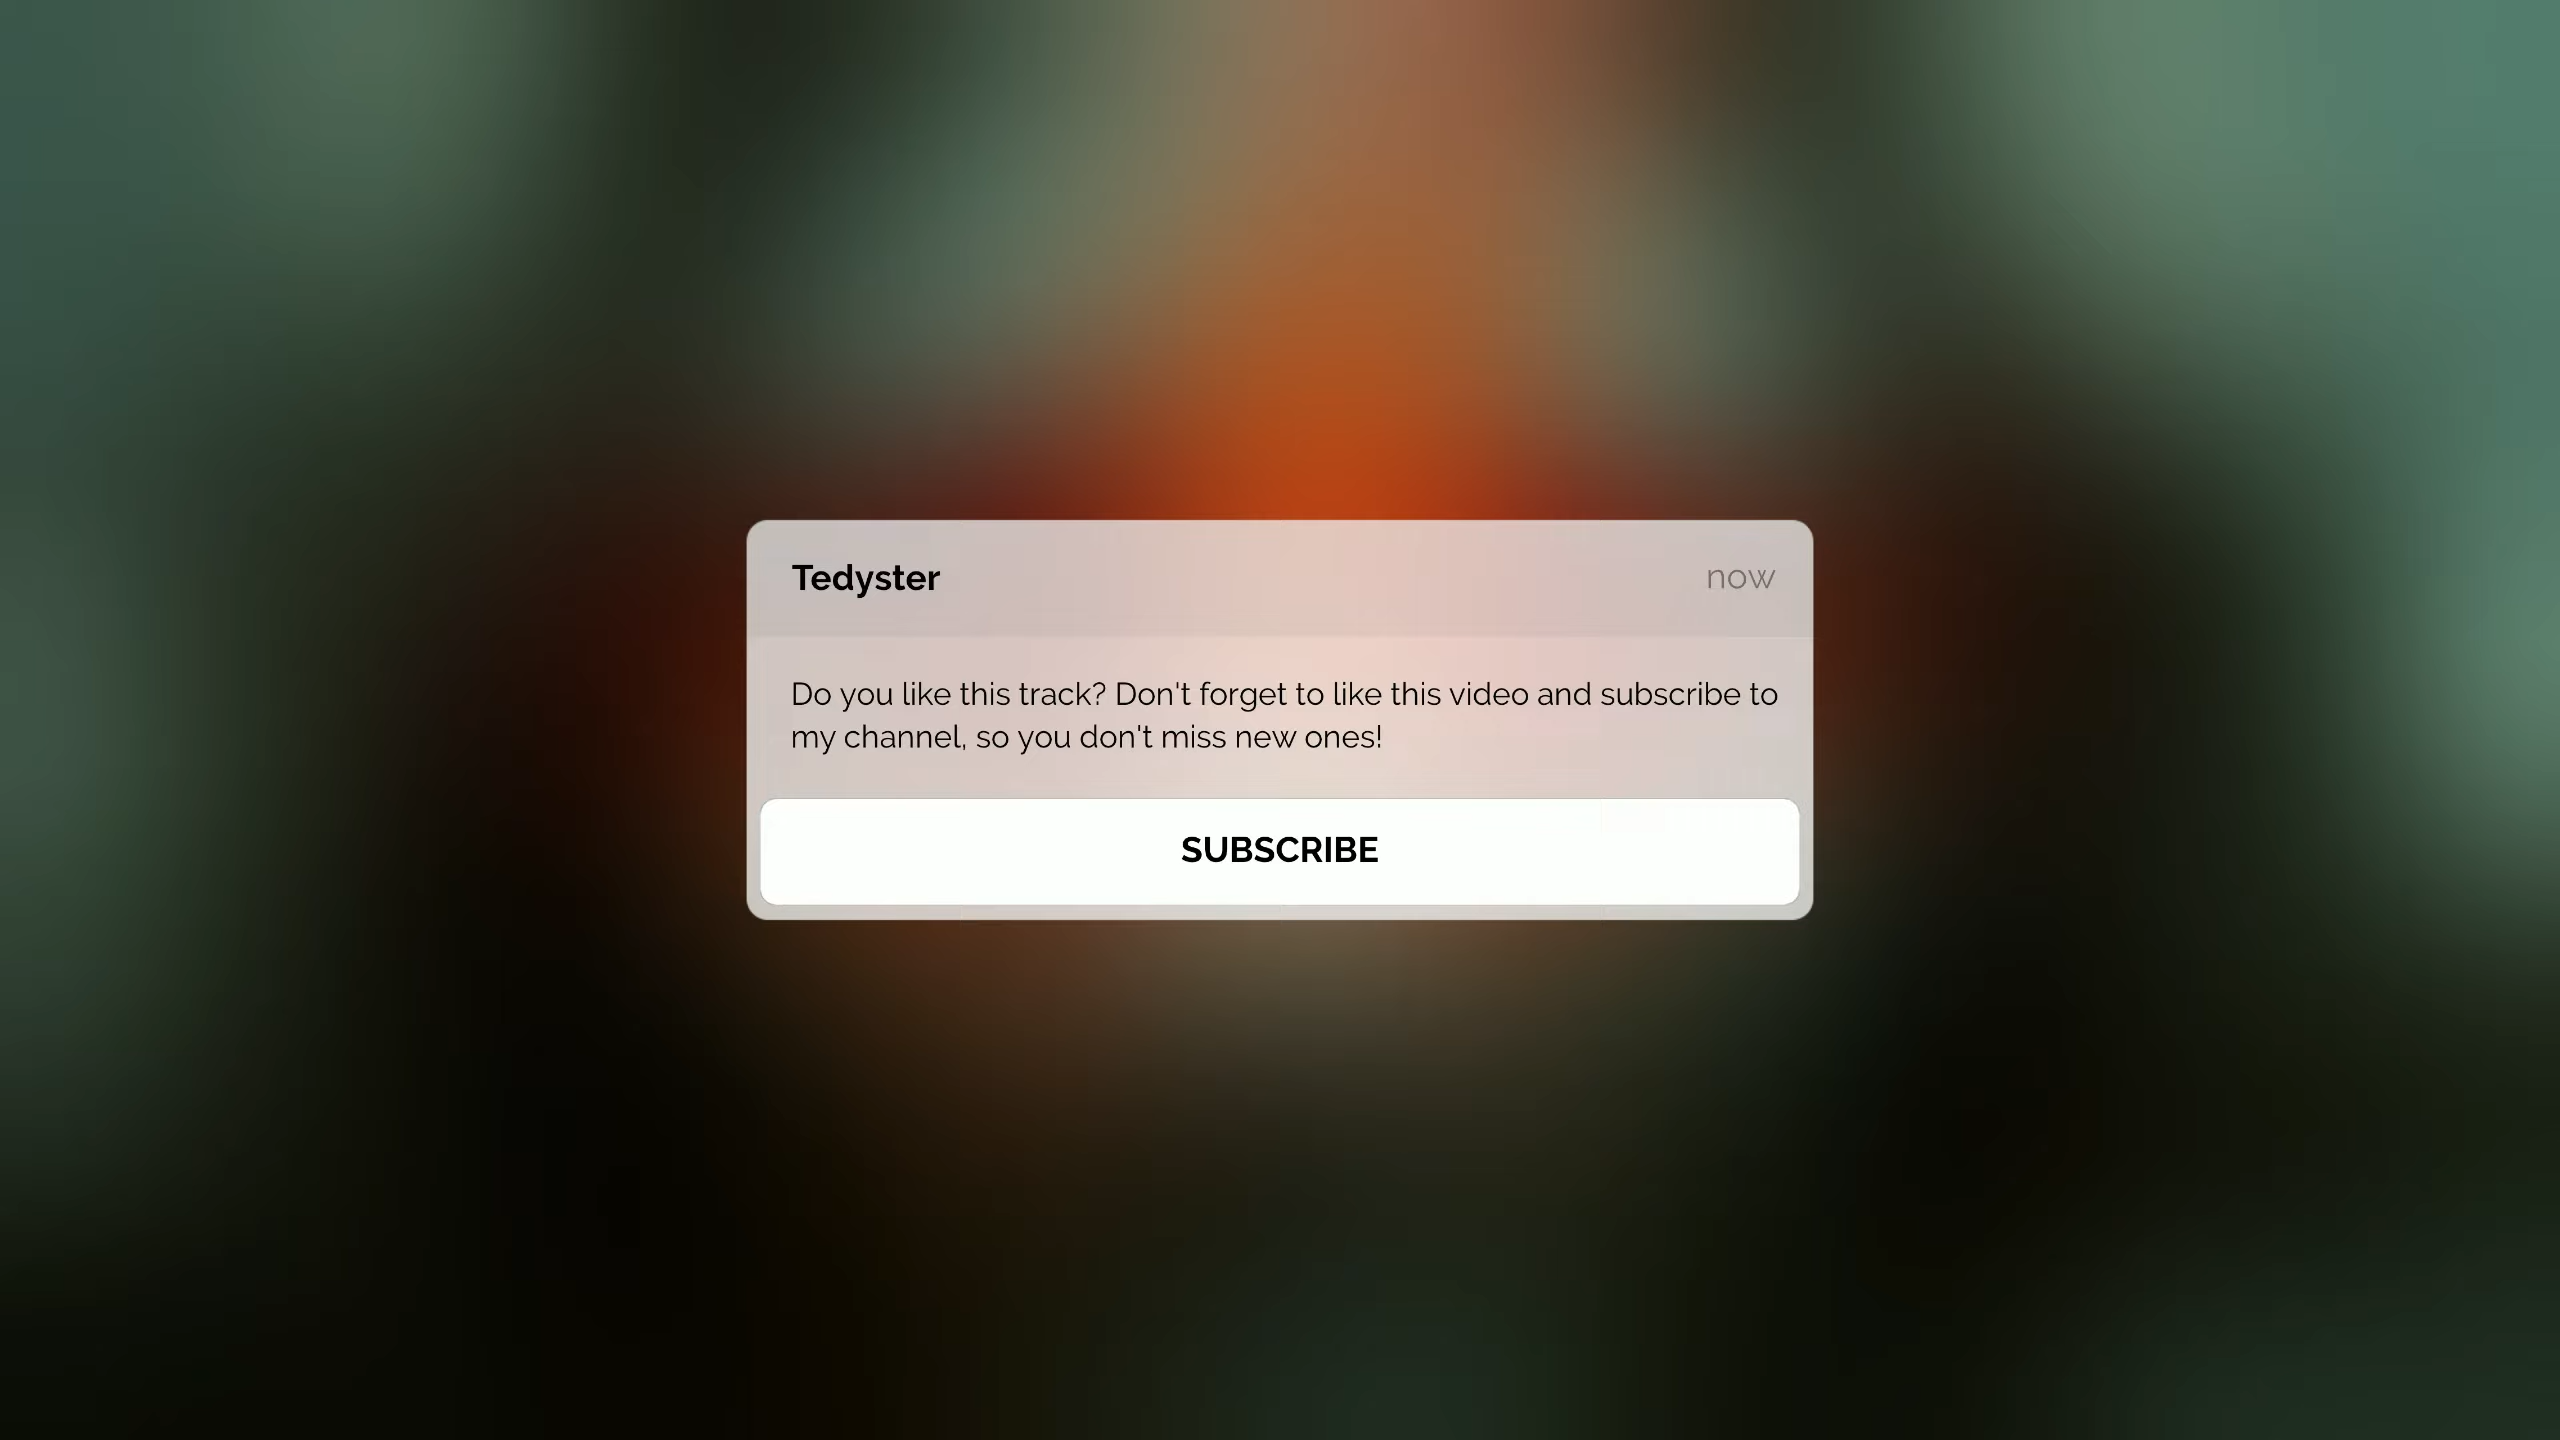 Tedyster
now
Do you like this track? Don't forget to like this video and subscribe to
my channel, so you don't miss new ones!
SUBSCRIBE